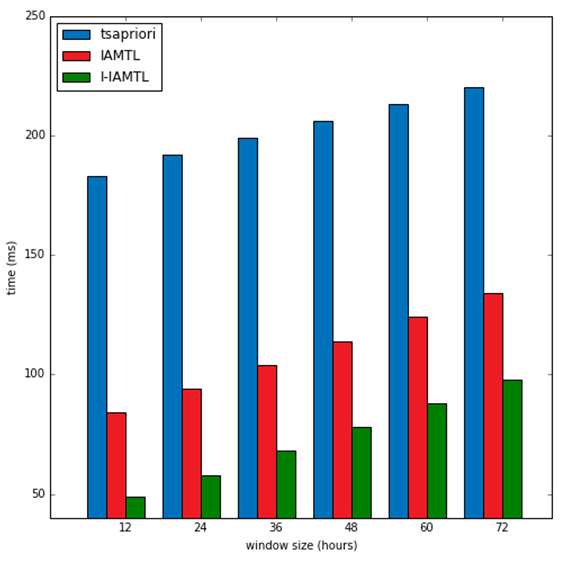 250
200
150
100
50
time (ms)
tsapriori
IAMTL
I-IAMTL
12 24 36 48 60 72
window size (hours)